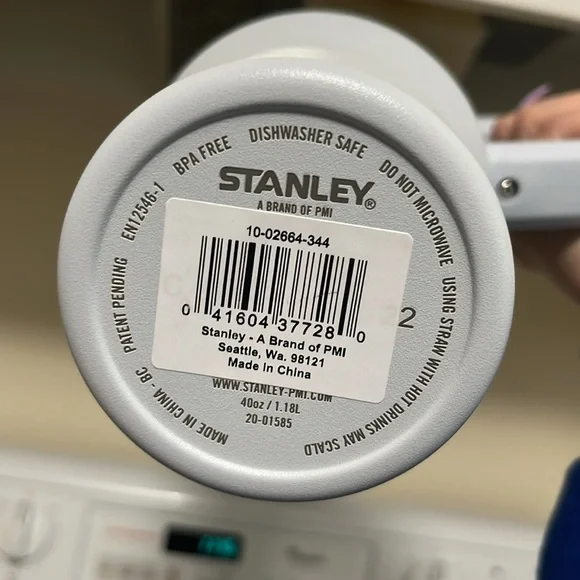 DISHWASHER SAFE
DO NOT MICROWAVE
USING STRAW WITH HOT DRINKS MAY SCALD
MADE IN CHINA - BC
PATENT PENDING
EN12546-1
BPA FREE
STANLEY®
A BRAND OF PMI
10-02664-344
0 41604 37728 0
Stanley - A Brand of PMI
Seattle, Wa. 98121
Made In China
2
WWW.STANLEY-PMI.COM
40oz / 1.18L
20-01585